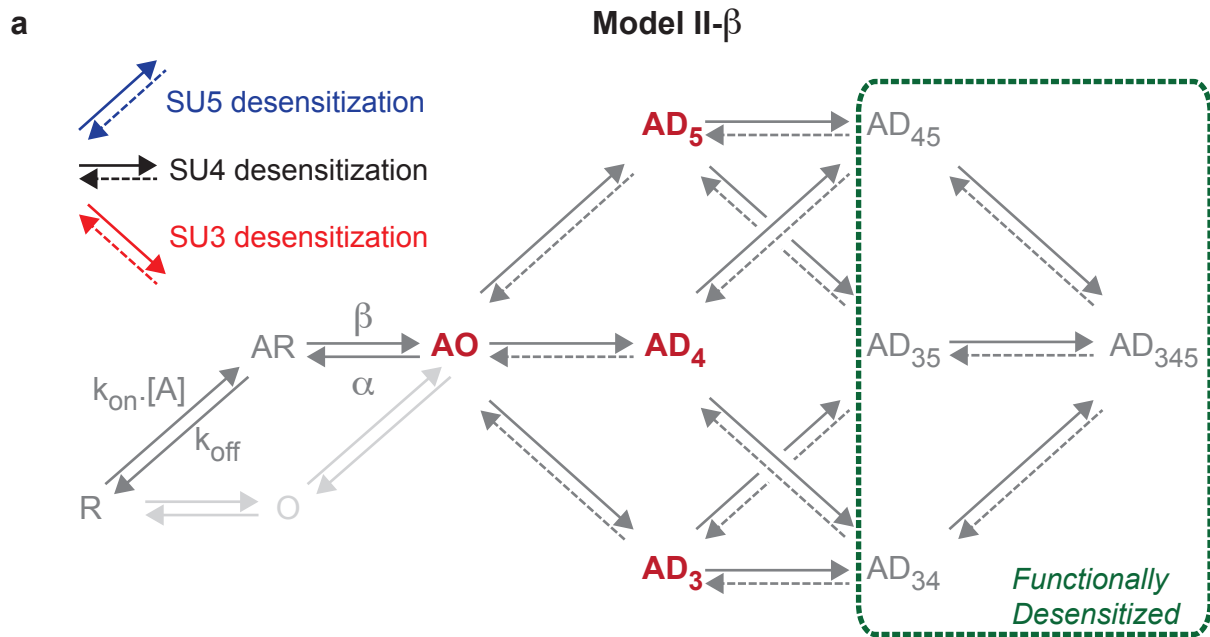 a
Model II-β
SU5 desensitization
SU4 desensitization
SU3 desensitization
AD5
AD45
AR
β
α
AO
AD4
AD35
AD345
kon.[A]
koff
R
O
AD3
AD34
Functionally
Desensitized